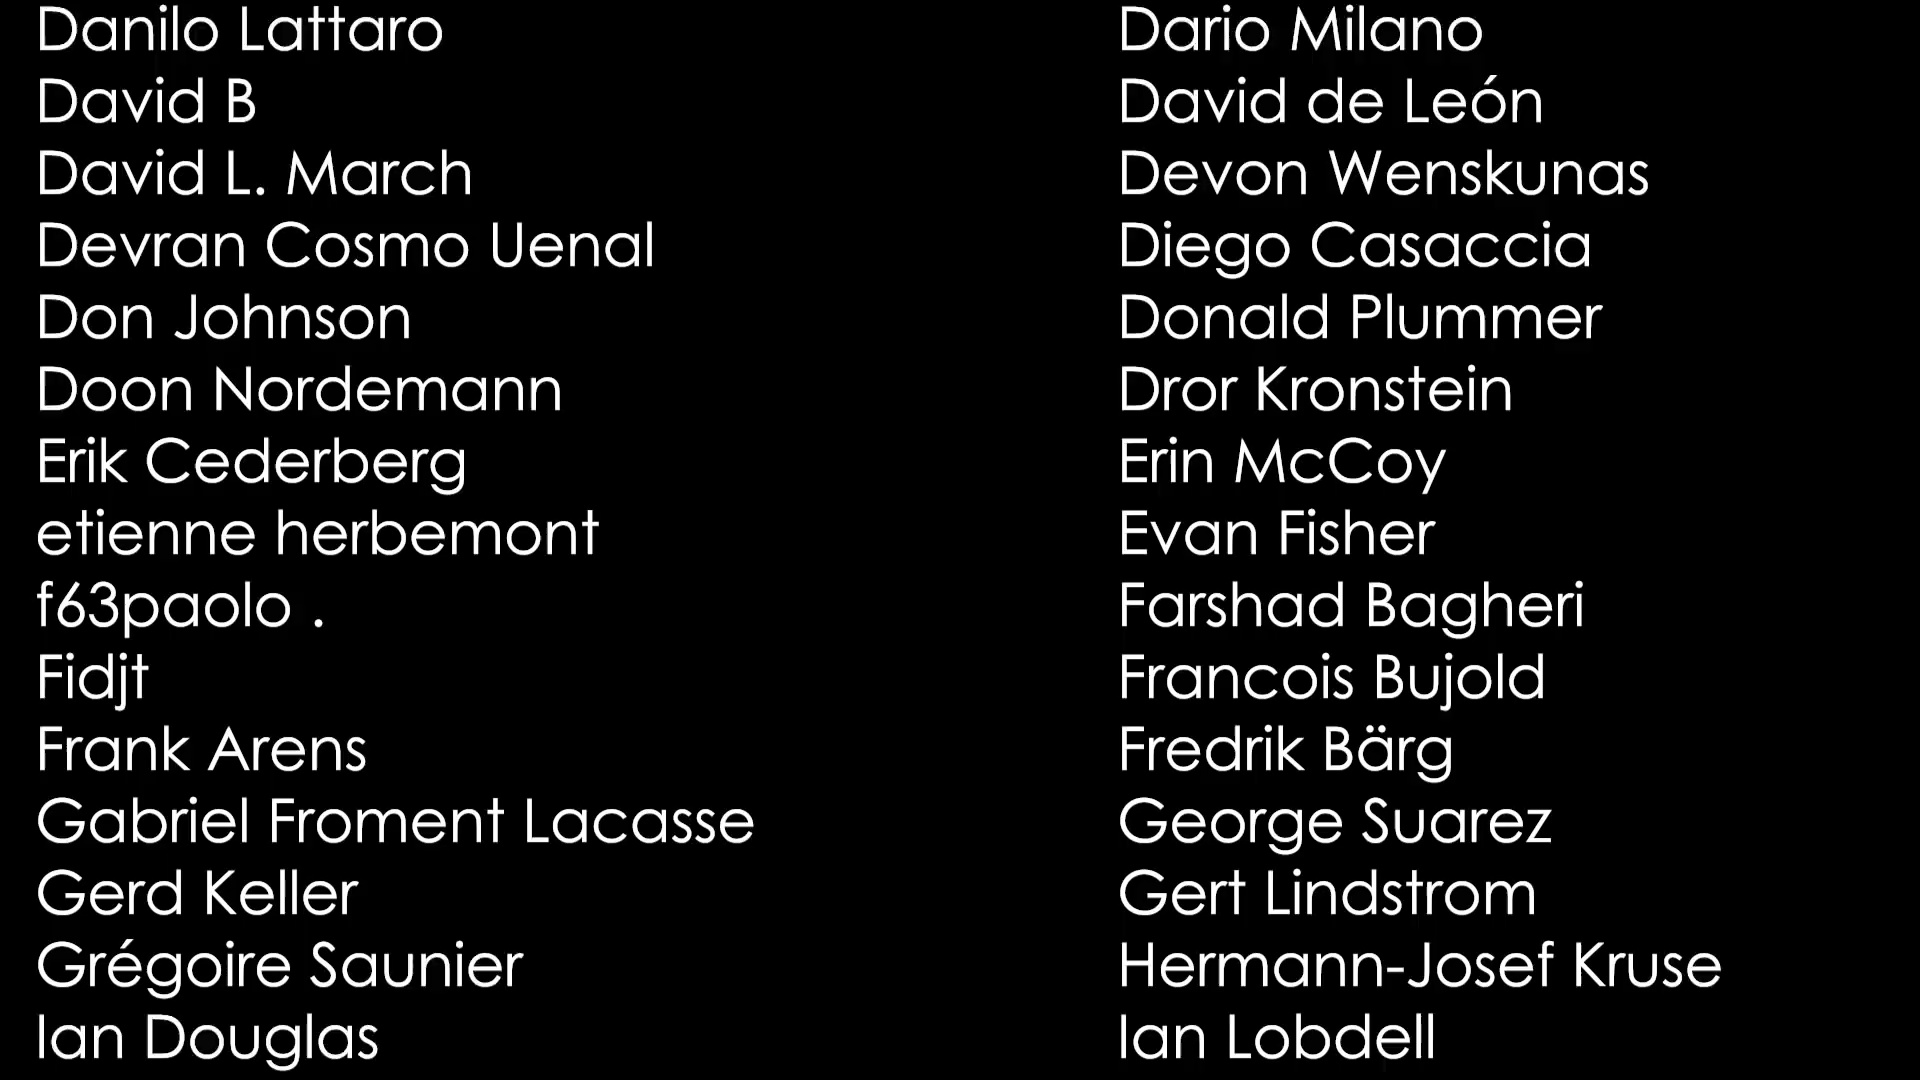 Danilo Lattaro
Dario Milano
David B
David de León
David L. March
Devon Wenskunas
Devran Cosmo Uenal
Diego Casaccia
Don Johnson
Donald Plummer
Doon Nordemann
Dror Kronstein
Erik Cederberg
Erin McCoy
etienne herbemont
Evan Fisher
f63paolo .
Farshad Bagheri
Fidjt
Francois Bujold
Frank Arens
Fredrik Bärg
Gabriel Froment Lacasse
George Suarez
Gerd Keller
Gert Lindstrom
Grégoire Saunier
Hermann-Josef Kruse
Ian Douglas
Ian Lobdell